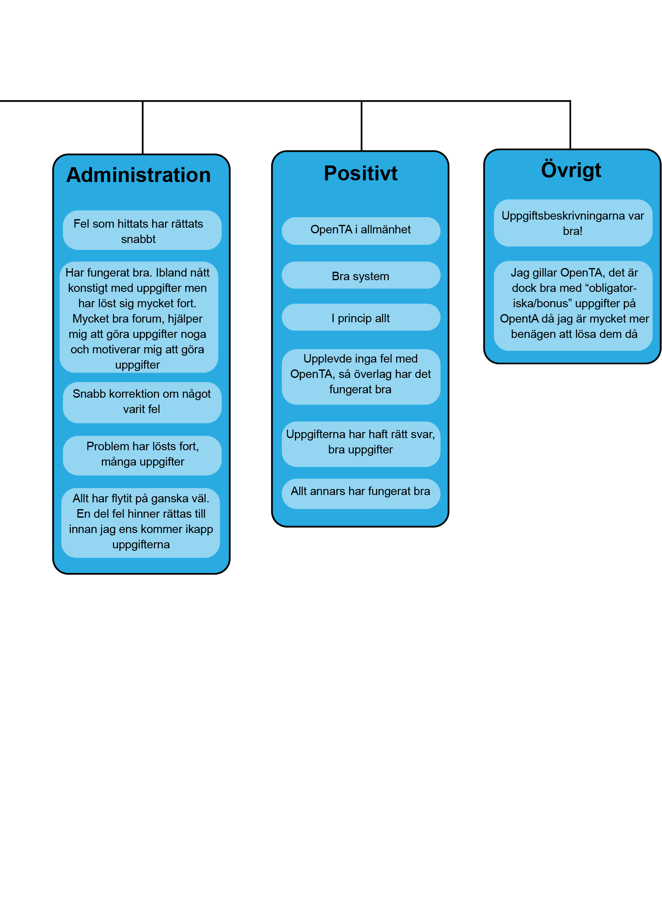 Administration
Fel som hittats har rättats
snabbt
Har fungerat bra. Ibland nått
konstigt med uppgifter men
har löst sig mycket fort.
Mycket bra forum, hjälper
mig att göra uppgifter noga
och motiverar mig att göra
uppgifter
Snabb korrektion om något
varit fel
Problem har lösts fort,
många uppgifter
Allt har flytit på ganska väl.
En del fel hinner rättas till
innan jag ens kommer ikapp
uppgifterna
Positivt
OpenTA i allmänhet
Bra system
I princip allt
Upplevde inga fel med
OpenTA, så överlag har det
fungerat bra
Uppgifterna har haft rätt svar,
bra uppgifter
Allt annars har fungerat bra
Övrigt
Uppgiftsbeskrivningarna var
bra!
Jag gillar OpenTA, det är
dock bra med “obligator-
iska/bonus” uppgifter på
OpentA då jag är mycket mer
benägen att lösa dem då